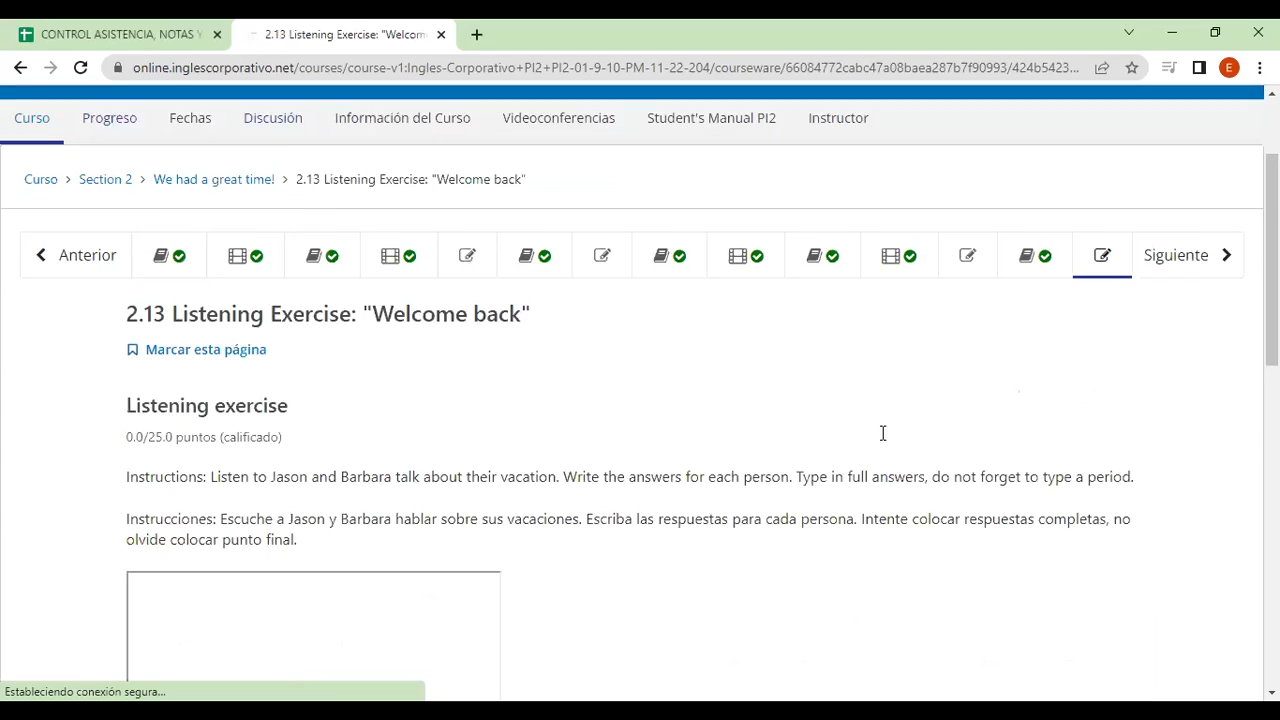 CONTROL ASISTENCIA, NOTAS Y
2.13 Listening Exercise: "Welcom
online.inglescorporativo.net/courses/course-v1:Ingles-Corporativo+PI2+PI2-01-9-10-PM-11-22-204/courseware/66084772cabc47a08baea287b7f90993/424b5423...
E
Curso Progreso Fechas Discusión Información del Curso Videoconferencias Student's Manual PI2 Instructor
Curso > Section 2 > We had a great time! > 2.13 Listening Exercise: "Welcome back"
Anterior Siguiente
2.13 Listening Exercise: "Welcome back"
Marcar esta página
Listening exercise
0.0/25.0 puntos (calificado)
Instructions: Listen to Jason and Barbara talk about their vacation. Write the answers for each person. Type in full answers, do not forget to type a period.
Instrucciones: Escuche a Jason y Barbara hablar sobre sus vacaciones. Escriba las respuestas para cada persona. Intente colocar respuestas completas, no
olvide colocar punto final.
Estableciendo conexión segura...